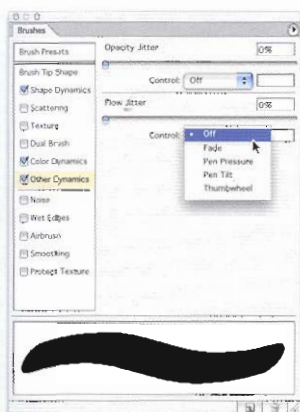 Brushes
Brush Presets
Brush Tip Shape
Shape Dynamics
Scattering
Texture
Dual Brush
Color Dynamics
Other Dynamics
Noise
Wet Edges
Airbrush
Smoothing
Protect Texture
Opacity Jitter 0%
Control: Off
Flow Jitter 0%
Control:
Off
Fade
Pen Pressure
Pen Tilt
Thumbwheel